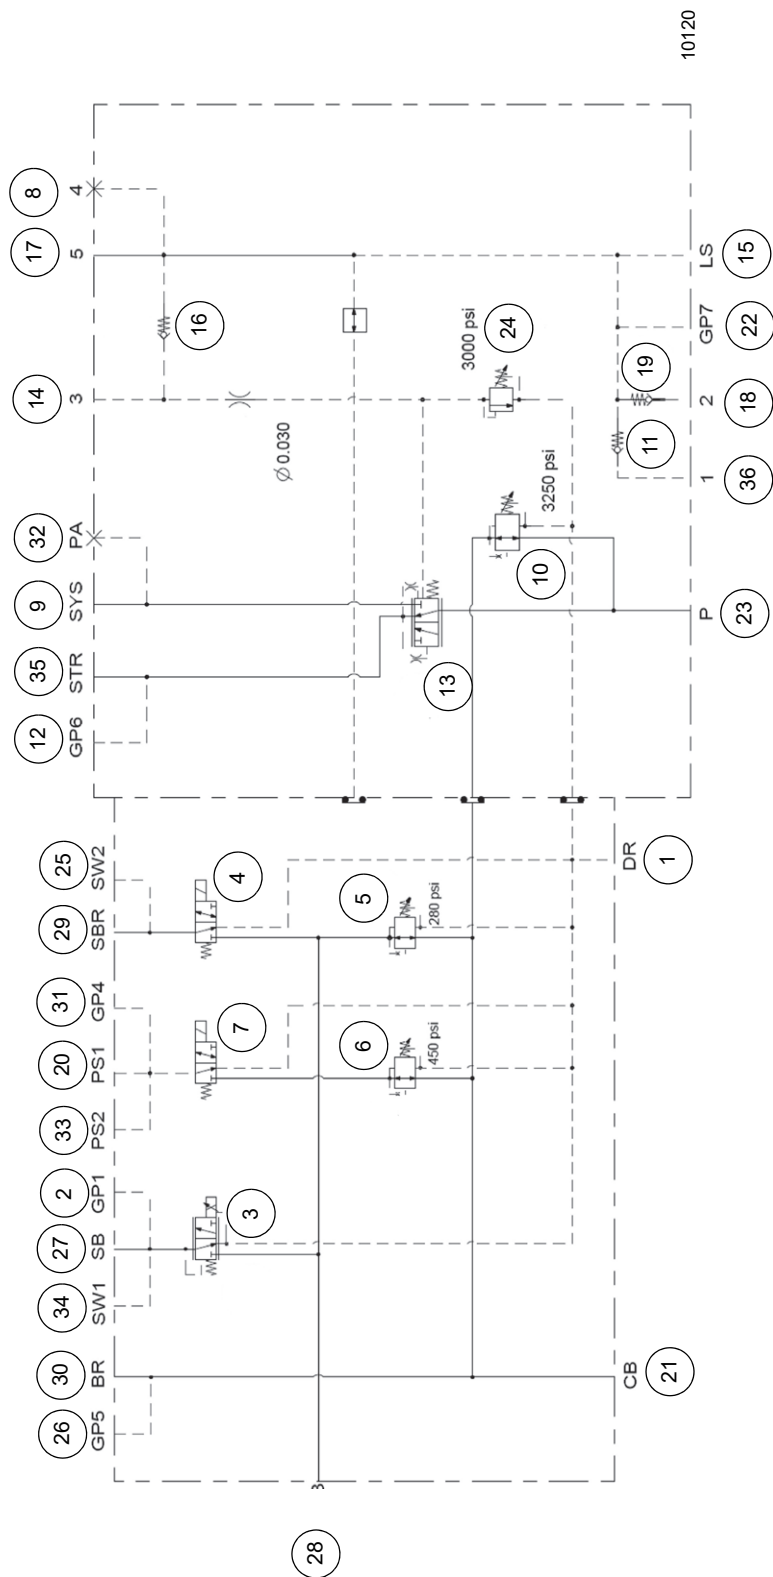 26 30 34 27 2 33 20 31 29 25 12 35 9 32 14 17 8
GP5 BR SW1 SB GP1 PS2 PS1 GP4 SBR SW2 GP6 STR SYS PA 3 5 4
16
3 7 4
Ø 0.030
28
6 5
450 psi 280 psi
3000 psi
24
13
10
3250 psi
11 19
CB DR P 1 2 GP7 LS
21 1 23 36 18 22 15
10120